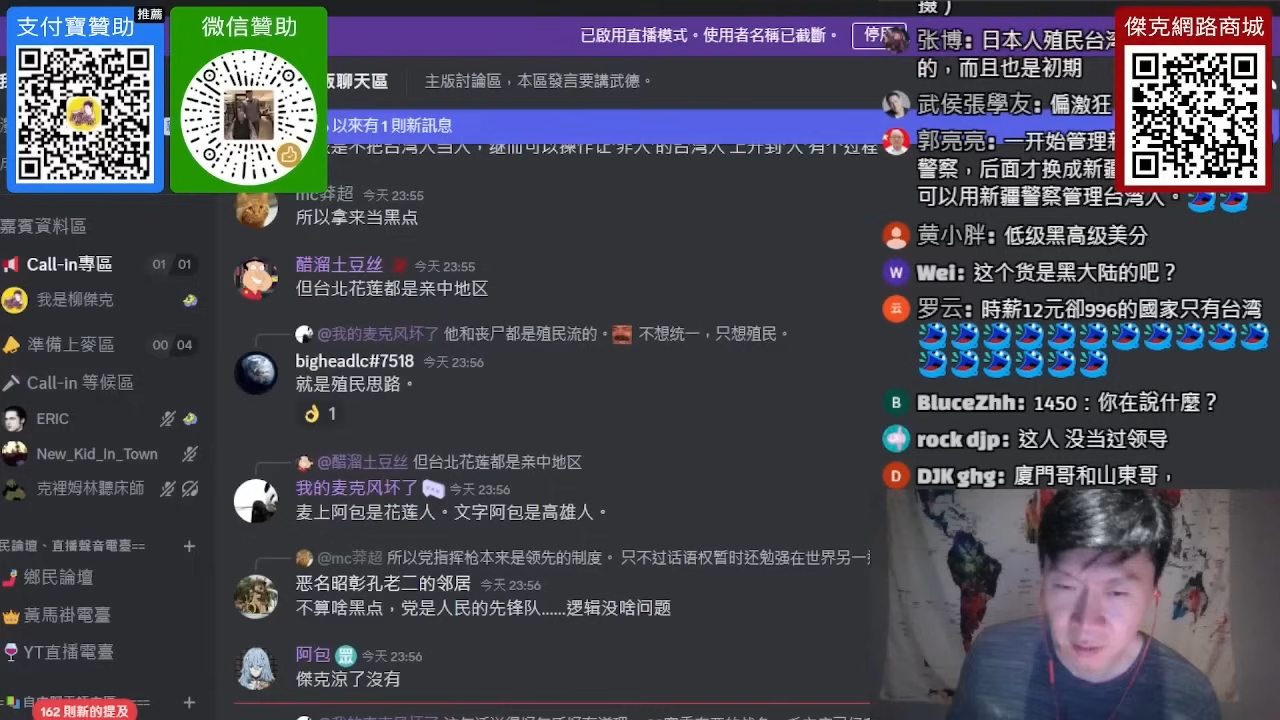 支付寶贊助
推薦
微信贊助
已啟用直播模式。使用者名稱已截斷。
聊天區
主版討論區，本區發言要講武德。
以來有1則新訊息
mc莽超 今天 23:55
所以拿来当黑点
醋溜土豆丝 今天 23:55
但台北花莲都是亲中地区
@我的麦克风坏了 他和丧尸都是殖民流的。 不想统一，只想殖民。
bigheadlc#7518 今天 23:56
就是殖民思路。
1
@醋溜土豆丝 但台北花莲都是亲中地区
我的麦克风坏了 今天 23:56
麦上阿包是花莲人。文字阿包是高雄人。
@mc莽超 所以党指挥枪本来是领先的制度。 只不过话语权暂时还勉强在世界另一
恶名昭彰孔老二的邻居 今天 23:56
不算啥黑点，党是人民的先锋队......逻辑没啥问题
阿包 眾 今天 23:56
傑克涼了沒有
嘉賓資料區
Call-in專區 01 01
我是柳傑克
準備上麥區 00 04
Call-in 等候區
ERIC
New_Kid_In_Town
克裡姆林聽床師
民論壇、直播聲音電臺==
鄉民論壇
黃馬褂電臺
YT直播電臺
162 則新的提及
傑克網路商城
张博: 日本人殖民台
的，而且也是初期
武侯張學友: 偏激狂
郭亮亮: 一开始管理
警察，后面才换成新
可以用新疆警察管理台灣人。
黄小胖: 低级黑高级美分
W
Wei: 这个货是黑大陆的吧？
云
罗云: 時薪12元卻996的國家只有台湾
B
BluceZhh: 1450：你在說什麼？
rock djp: 这人 没当过领导
D
DJK ghg: 廈門哥和山東哥，